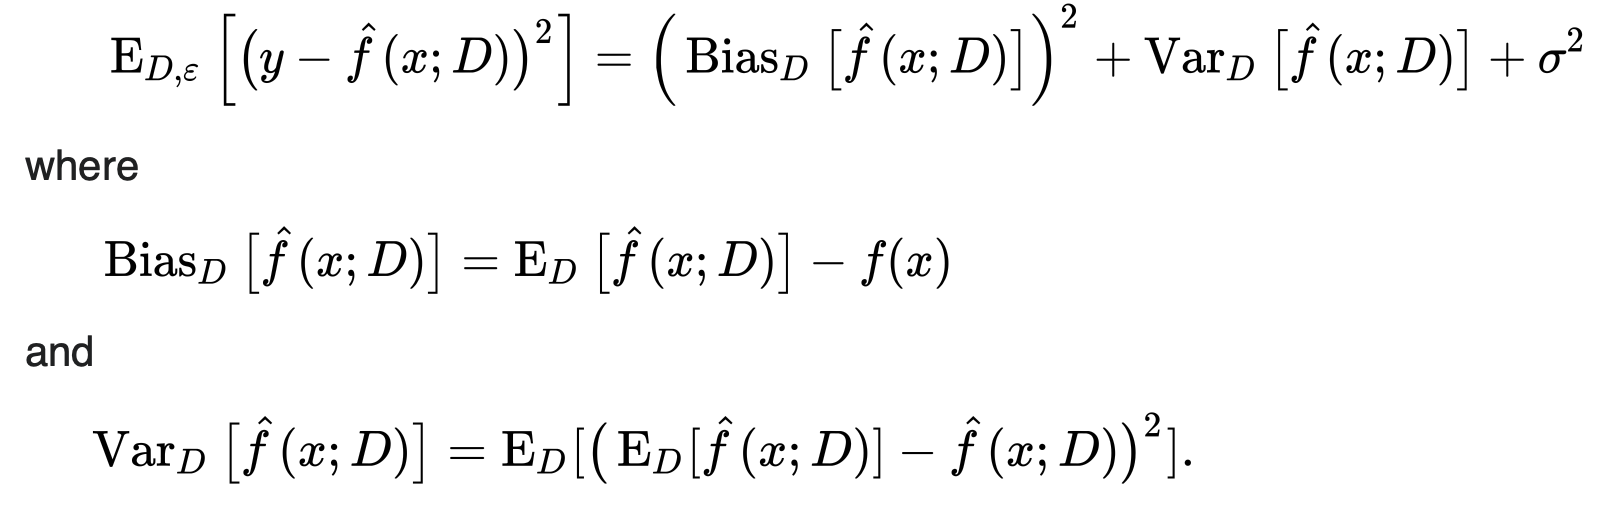 E_{D,ε} [(y − f̂(x; D))²] = (Bias_D [f̂(x; D)])² + Var_D [f̂(x; D)] + σ²
where
Bias_D [f̂(x; D)] = E_D [f̂(x; D)] − f(x)
and
Var_D [f̂(x; D)] = E_D[(E_D[f̂(x; D)] − f̂(x; D))²].